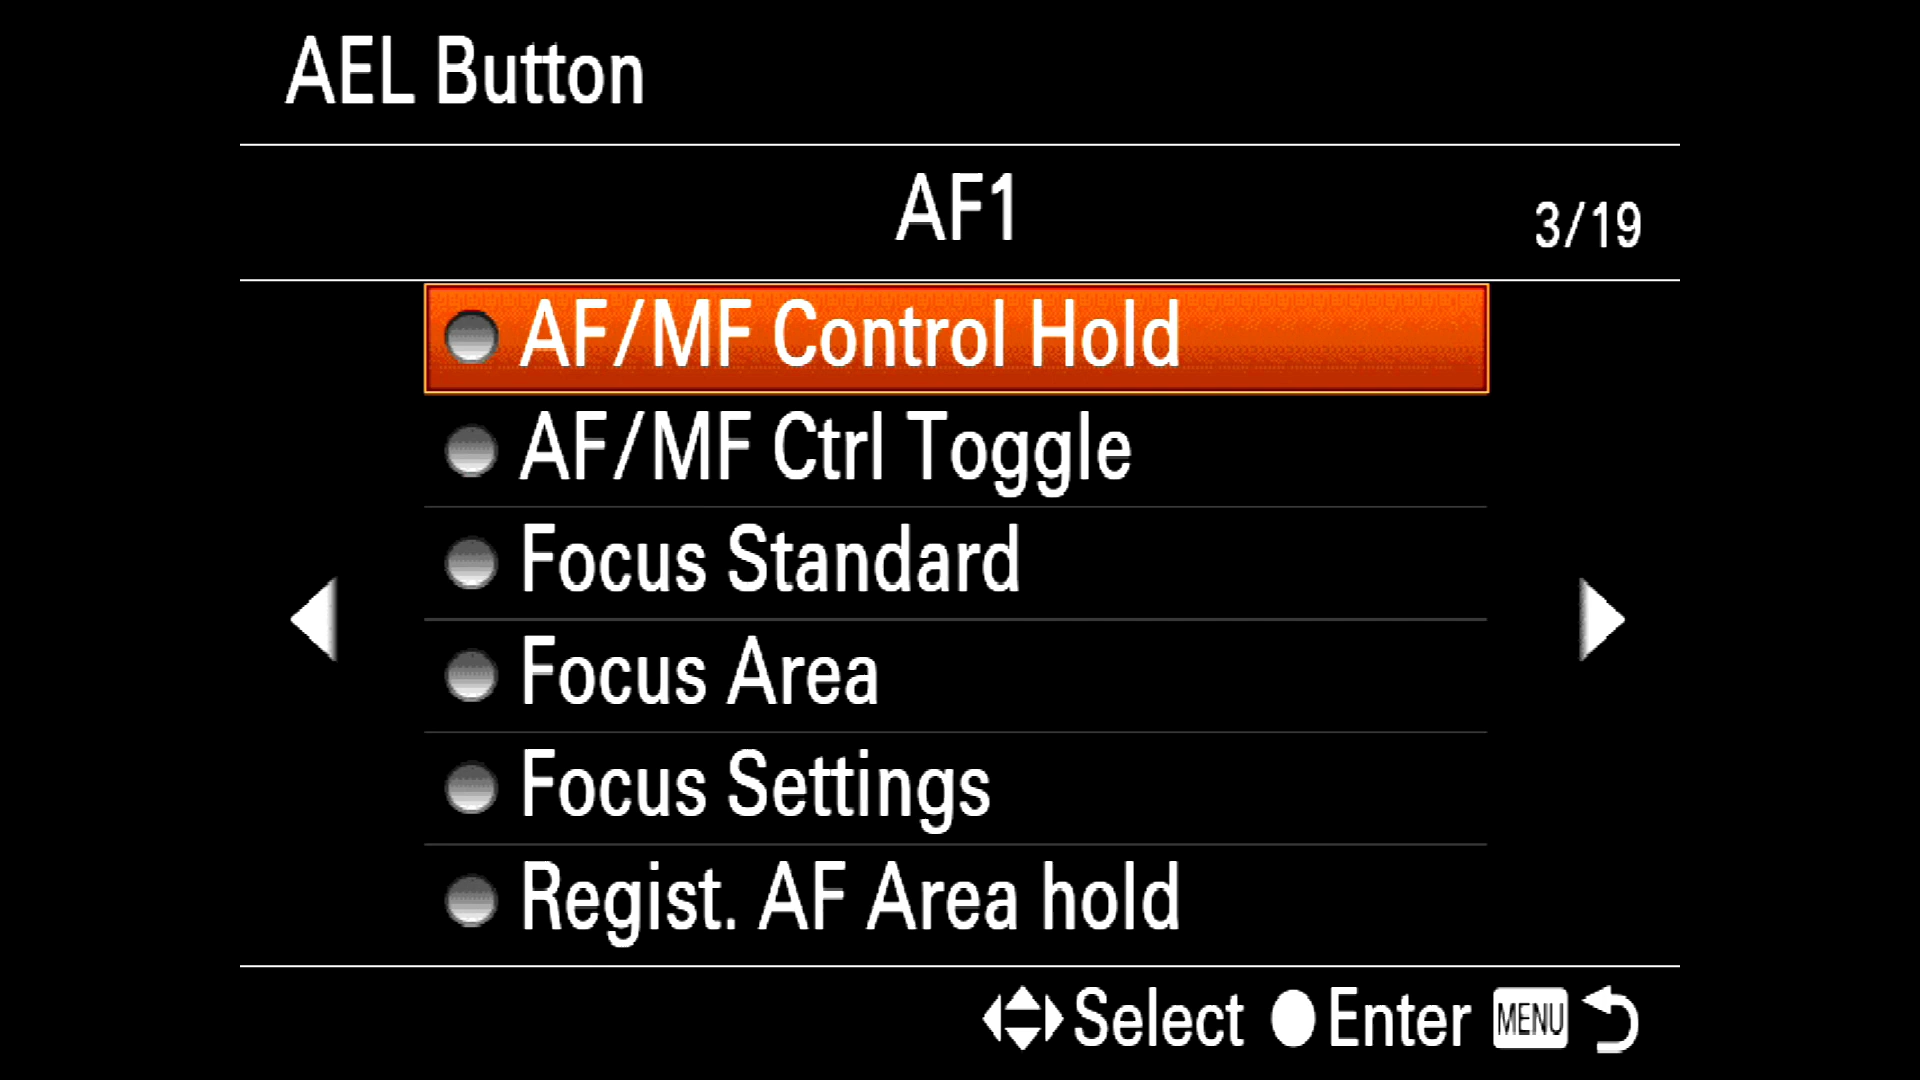 AEL Button
AF1
3/19
AF/MF Control Hold
AF/MF Ctrl Toggle
Focus Standard
Focus Area
Focus Settings
Regist. AF Area hold
Select Enter MENU